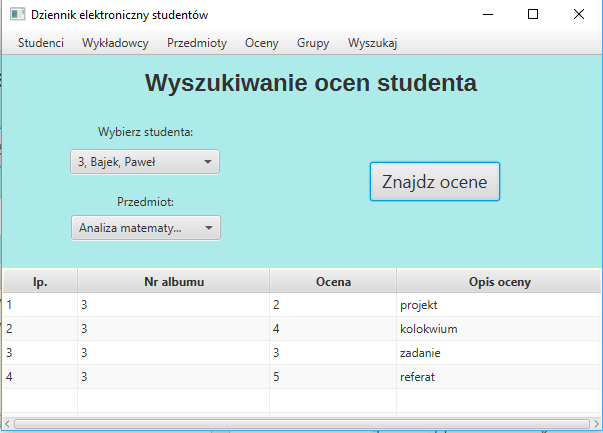 Dziennik elektroniczny studentów
Studenci Wykładowcy Przedmioty Oceny Grupy Wyszukaj
Wyszukiwanie ocen studenta
Wybierz studenta:
3, Bajek, Paweł
Znajdz ocene
Przedmiot:
Analiza matematy...
lp. Nr albumu Ocena Opis oceny
1 3 2 projekt
2 3 4 kolokwium
3 3 3 zadanie
4 3 5 referat